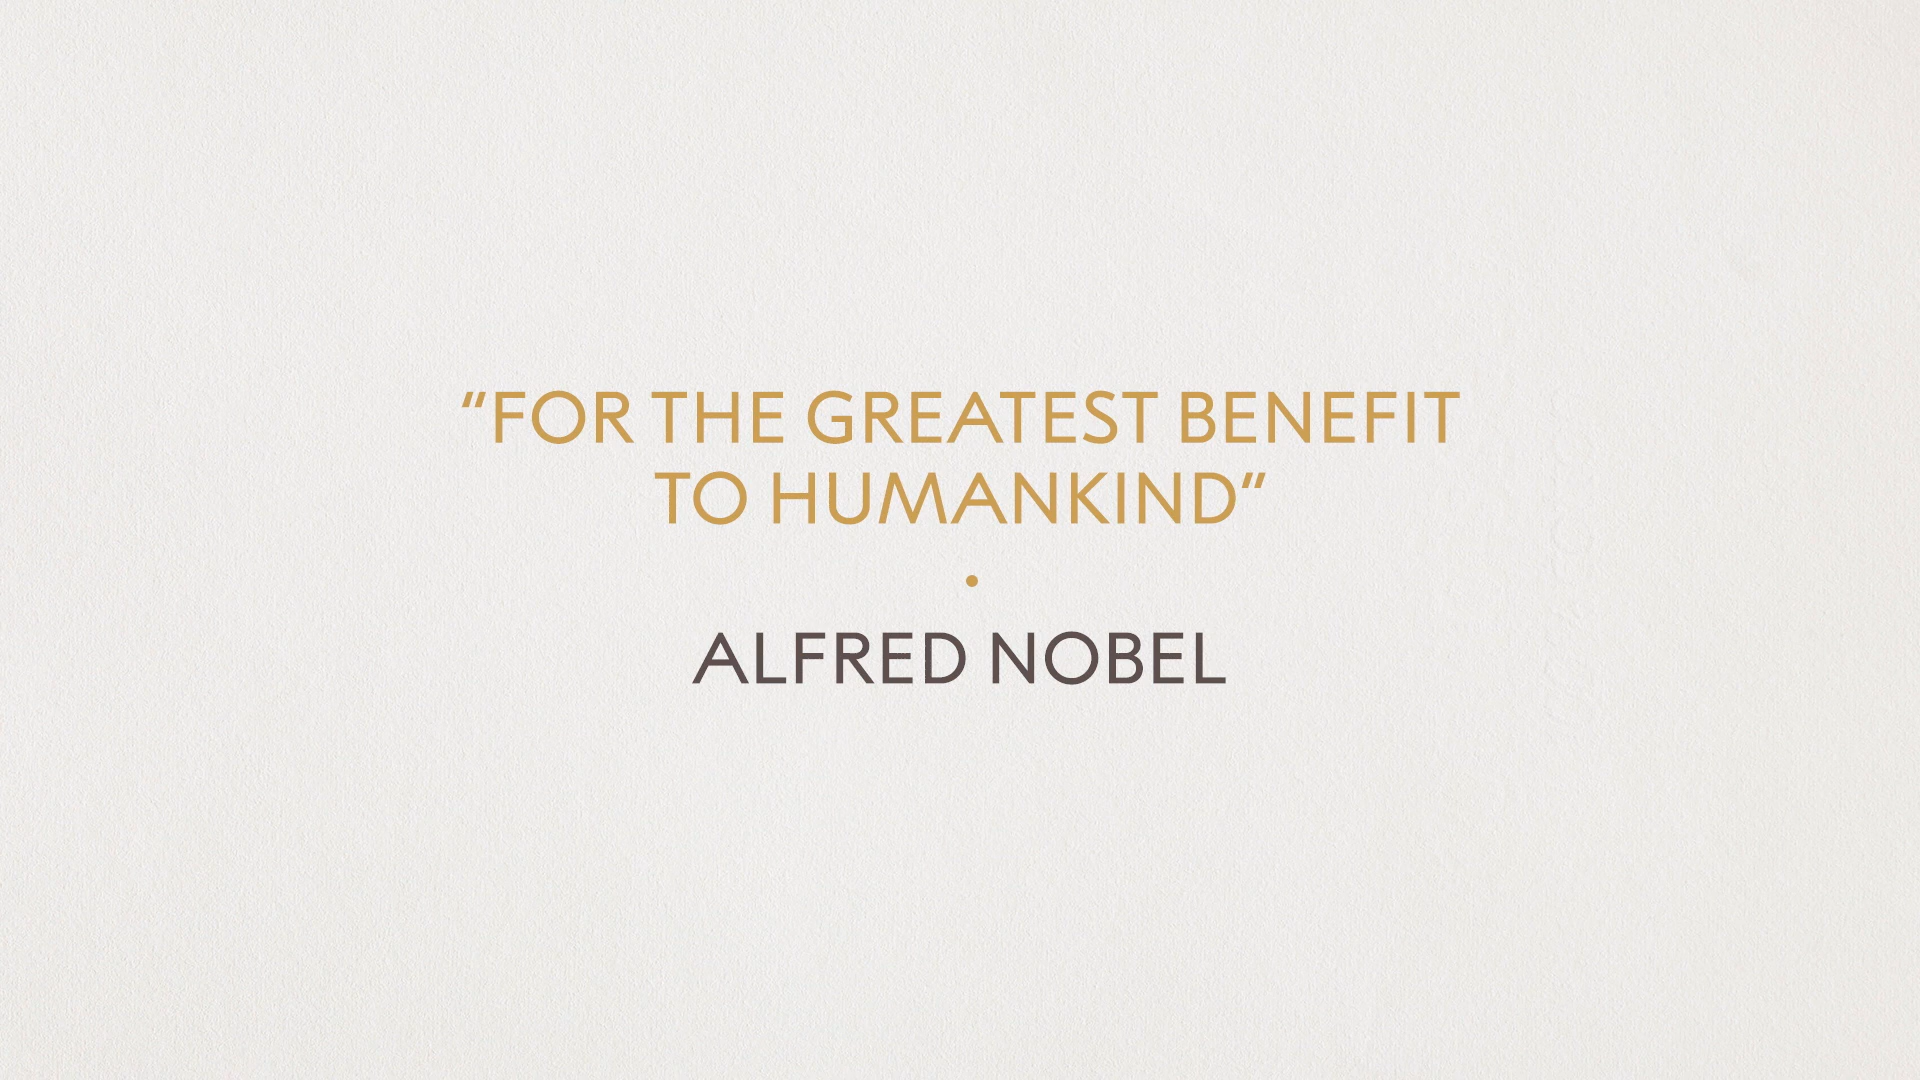 “FOR THE GREATEST BENEFIT
TO HUMANKIND”
•
ALFRED NOBEL